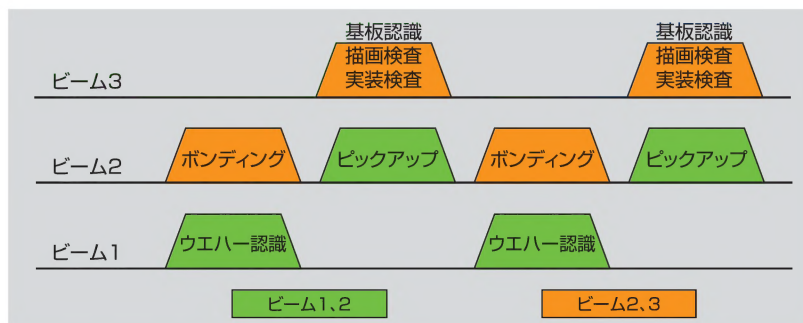 基板認識
描画検査
実装検査
基板認識
描画検査
実装検査
ビーム3
ボンディング
ピックアップ
ボンディング
ピックアップ
ビーム2
ウエハー認識
ウエハー認識
ビーム1
ビーム1、2
ビーム2、3